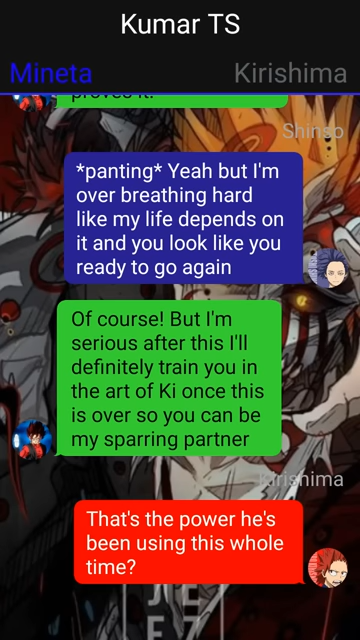 Kumar TS
Mineta
Kirishima
proves it!
Shinso
*panting* Yeah but I'm
over breathing hard
like my life depends on
it and you look like you
ready to go again
Of course! But I'm
serious after this I'll
definitely train you in
the art of Ki once this
is over so you can be
my sparring partner
Kirishima
That's the power he's
been using this whole
time?